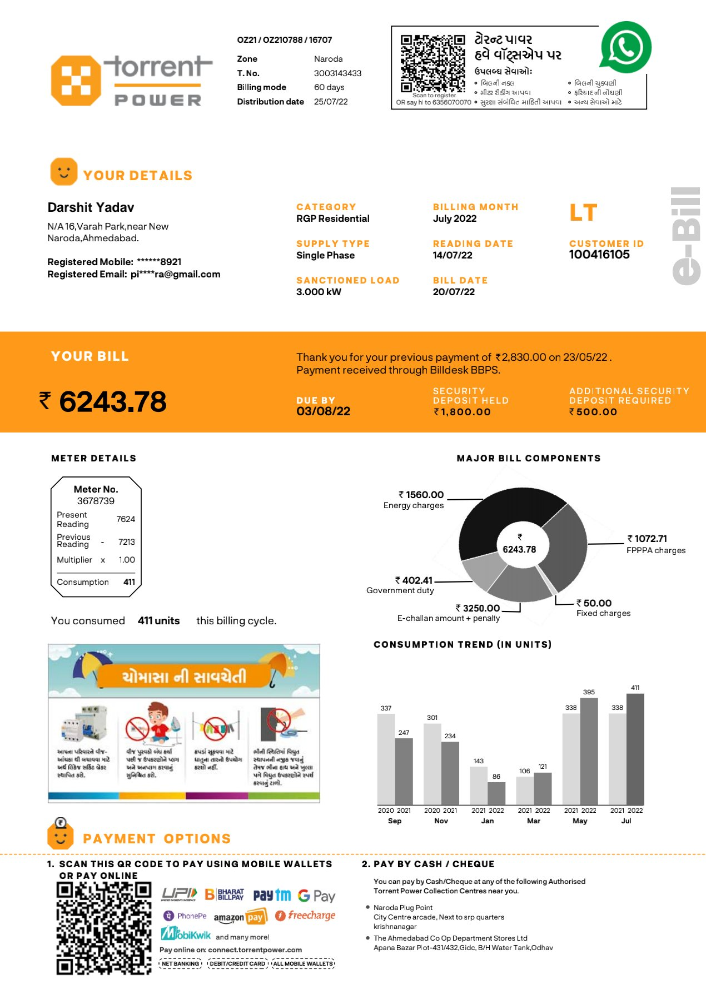 torrent
POWER
OZ21 / OZ210788 / 16707
Zone Naroda
T. No. 3003143433
Billing mode 60 days
Distribution date 25/07/22
ટોરન્ટ પાવર
હવે વૉટ્સએપ પર
ઉપલબ્ધ સેવાઓ:
• બિલની નકલ • બિલની ચુકવણી
• મીટર રીડીંગ આપવા • ફરિયાદની નોંધણી
• સુરક્ષા સંબંધિત માહિતી આપવા • અન્ય સેવાઓ માટે
Scan to register
OR say hi to 6356070070
YOUR DETAILS
Darshit Yadav
N/A 16,Varah Park,near New
Naroda,Ahmedabad.
Registered Mobile: ******8921
Registered Email: pi****ra@gmail.com
CATEGORY
RGP Residential
SUPPLY TYPE
Single Phase
SANCTIONED LOAD
3.000 kW
BILLING MONTH
July 2022
READING DATE
14/07/22
BILL DATE
20/07/22
LT
CUSTOMER ID
100416105
e-Bill
YOUR BILL
₹ 6243.78
Thank you for your previous payment of ₹2,830.00 on 23/05/22 .
Payment received through Billdesk BBPS.
DUE BY
03/08/22
SECURITY
DEPOSIT HELD
₹1,800.00
ADDITIONAL SECURITY
DEPOSIT REQUIRED
₹500.00
METER DETAILS
Meter No.
3678739
Present
Reading 7624
Previous
Reading - 7213
Multiplier x 1.00
Consumption 411
You consumed 411 units this billing cycle.
MAJOR BILL COMPONENTS
₹ 1560.00
Energy charges
₹
6243.78
₹ 1072.71
FPPPA charges
₹ 402.41
Government duty
₹ 3250.00
E-challan amount + penalty
₹ 50.00
Fixed charges
CONSUMPTION TREND (IN UNITS)
337 247 301 234 143 86 106 121 338 395 338 411
2020 2021 2020 2021 2021 2022 2021 2022 2021 2022 2021 2022
Sep Nov Jan Mar May Jul
ચોમાસા ની સાવચેતી
આપના પરિવારને વીજ-
આંચકા થી બચાવવા માટે
અર્થ લિકેજ સર્કિટ બ્રેકર
સ્થાપિત કરો.
વીજ પુરવઠો બંધ કર્યા
પછી જ ઉપકરણોને પ્લગ
અને અનપ્લગ કરવાનું
સુનિશ્ચિત કરો.
કપડાં સૂકવવા માટે
ધાતુના તારનો ઉપયોગ
કરશો નહીં.
ભીની સ્થિતિમાં વિદ્યુત
સ્થાપનની નજીક જવાનું
તેમજ ભીના હાથ અને ખુલ્લા
પગે વિદ્યુત ઉપકરણોને સ્પર્શ
કરવાનું ટાળો.
₹
PAYMENT OPTIONS
1. SCAN THIS QR CODE TO PAY USING MOBILE WALLETS
OR PAY ONLINE
UPI
UNIFIED PAYMENTS INTERFACE
B BHARAT
BILLPAY
paytm
G Pay
PhonePe
amazon pay
freecharge
MobiKwik and many more!
Pay online on: connect.torrentpower.com
NET BANKING DEBIT/CREDIT CARD ALL MOBILE WALLETS
2. PAY BY CASH / CHEQUE
You can pay by Cash/Cheque at any of the following Authorised
Torrent Power Collection Centres near you.
• Naroda Plug Point
City Centre arcade, Next to srp quarters
krishnanagar
• The Ahmedabad Co Op Department Stores Ltd
Apana Bazar Plot-431/432,Gidc, B/H Water Tank,Odhav